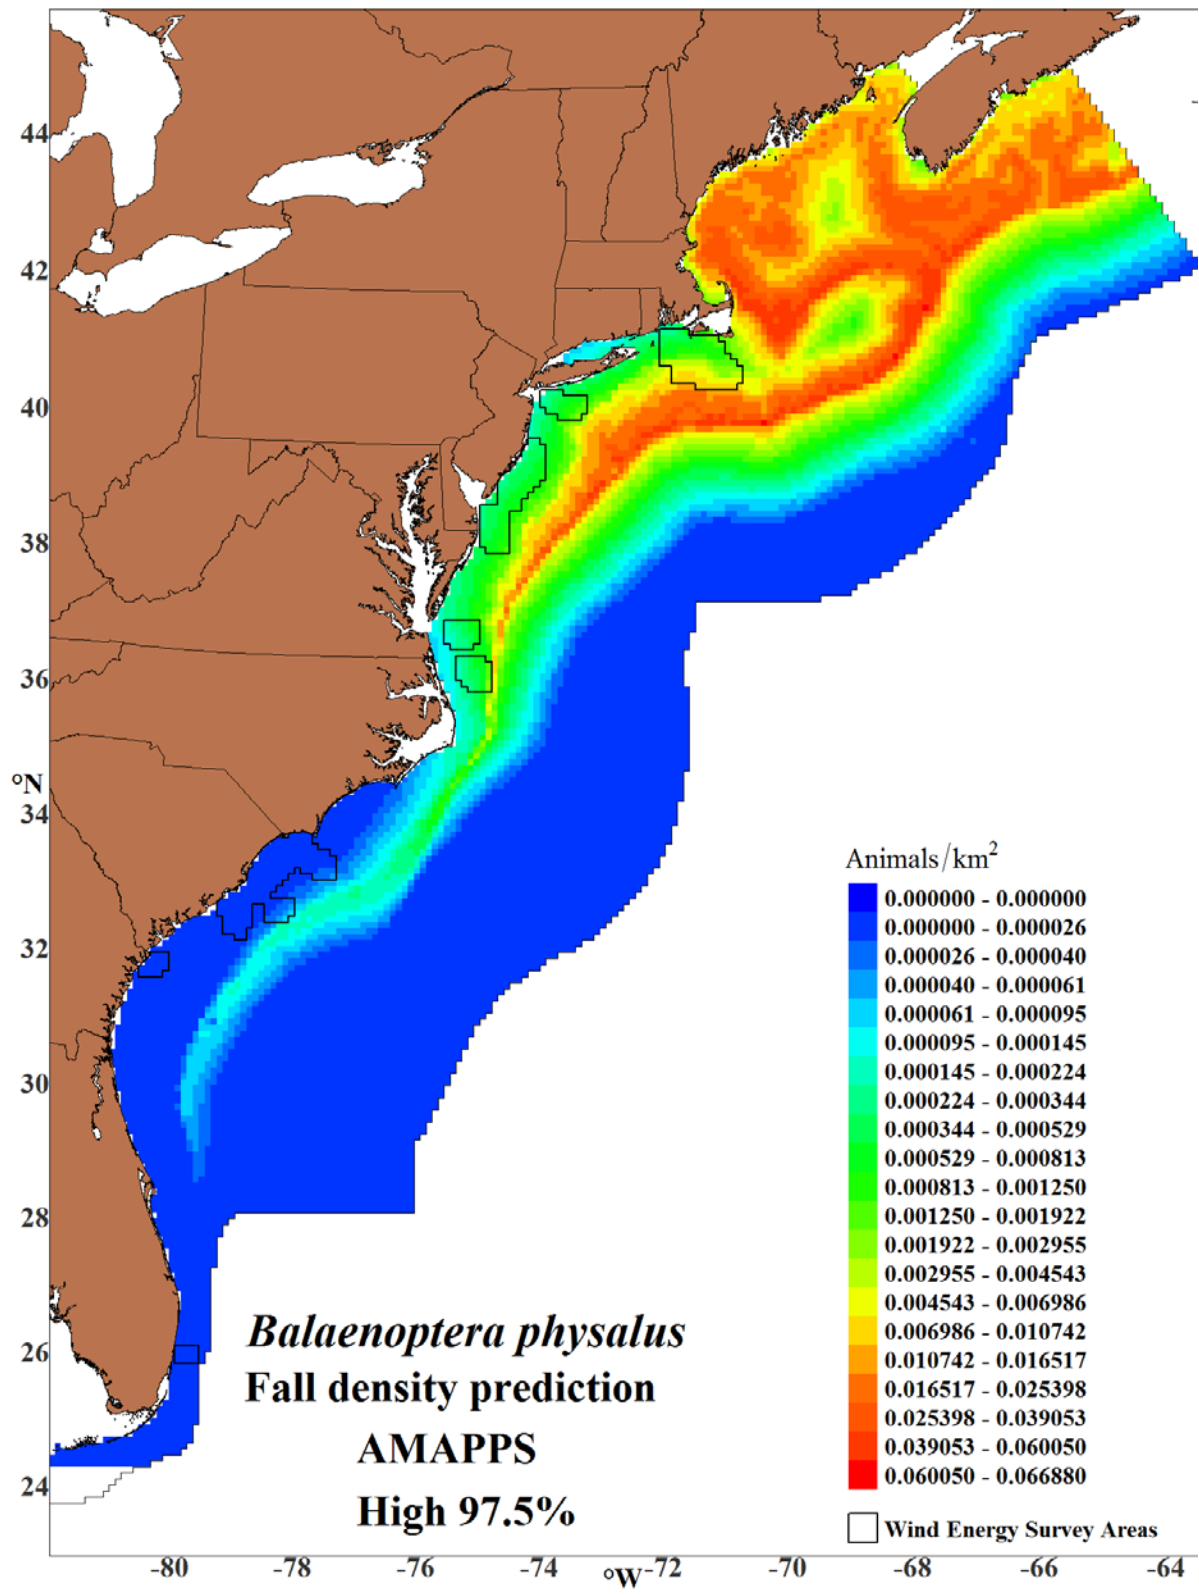 44
42
40
38
36
°N
34
32
30
28
26
24
Animals/km²
0.000000 - 0.000000
0.000000 - 0.000026
0.000026 - 0.000040
0.000040 - 0.000061
0.000061 - 0.000095
0.000095 - 0.000145
0.000145 - 0.000224
0.000224 - 0.000344
0.000344 - 0.000529
0.000529 - 0.000813
0.000813 - 0.001250
0.001250 - 0.001922
0.001922 - 0.002955
0.002955 - 0.004543
0.004543 - 0.006986
0.006986 - 0.010742
0.010742 - 0.016517
0.016517 - 0.025398
0.025398 - 0.039053
0.039053 - 0.060050
0.060050 - 0.066880
Wind Energy Survey Areas
Balaenoptera physalus
Fall density prediction
AMAPPS
High 97.5%
-80 -78 -76 -74 °W -72 -70 -68 -66 -64